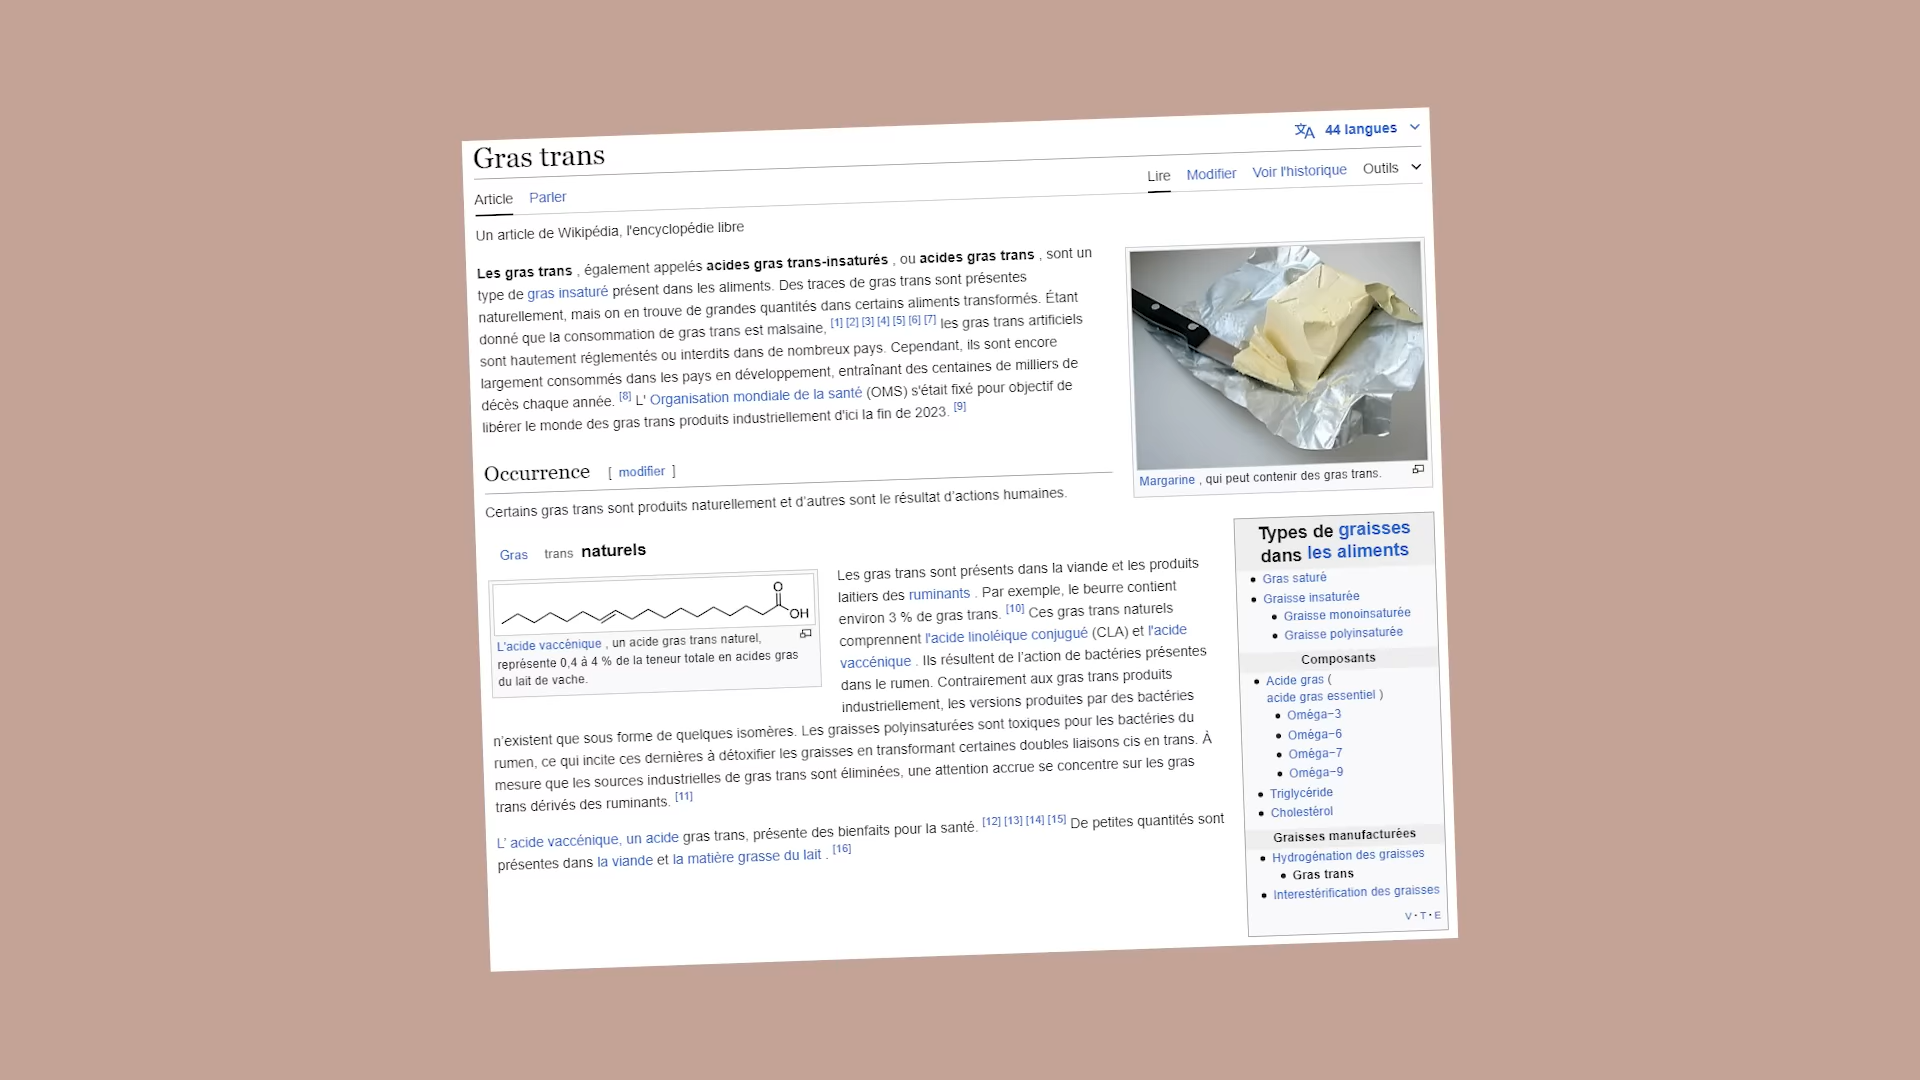 Gras trans
44 langues
Article Parler
Lire Modifier Voir l'historique Outils
Un article de Wikipédia, l'encyclopédie libre
Les gras trans , également appelés acides gras trans-insaturés , ou acides gras trans , sont un
type de gras insaturé présent dans les aliments. Des traces de gras trans sont présentes
naturellement, mais on en trouve de grandes quantités dans certains aliments transformés. Étant
donné que la consommation de gras trans est malsaine, [1] [2] [3] [4] [5] [6] [7] les gras trans artificiels
sont hautement réglementés ou interdits dans de nombreux pays. Cependant, ils sont encore
largement consommés dans les pays en développement, entraînant des centaines de milliers de
décès chaque année. [8] L' Organisation mondiale de la santé (OMS) s'était fixé pour objectif de
libérer le monde des gras trans produits industriellement d'ici la fin de 2023. [9]
Margarine , qui peut contenir des gras trans.
Occurrence [ modifier ]
Certains gras trans sont produits naturellement et d’autres sont le résultat d’actions humaines.
Gras trans naturels
O
OH
L'acide vaccénique , un acide gras trans naturel,
représente 0,4 à 4 % de la teneur totale en acides gras
du lait de vache.
Les gras trans sont présents dans la viande et les produits
laitiers des ruminants . Par exemple, le beurre contient
environ 3 % de gras trans. [10] Ces gras trans naturels
comprennent l'acide linoléique conjugué (CLA) et l'acide
vaccénique . Ils résultent de l’action de bactéries présentes
dans le rumen. Contrairement aux gras trans produits
industriellement, les versions produites par des bactéries
n’existent que sous forme de quelques isomères. Les graisses polyinsaturées sont toxiques pour les bactéries du
rumen, ce qui incite ces dernières à détoxifier les graisses en transformant certaines doubles liaisons cis en trans. À
mesure que les sources industrielles de gras trans sont éliminées, une attention accrue se concentre sur les gras
trans dérivés des ruminants. [11]
L’ acide vaccénique, un acide gras trans, présente des bienfaits pour la santé. [12] [13] [14] [15] De petites quantités sont
présentes dans la viande et la matière grasse du lait . [16]
Types de graisses
dans les aliments
Gras saturé
Graisse insaturée
Graisse monoinsaturée
Graisse polyinsaturée
Composants
Acide gras (
acide gras essentiel )
Oméga−3
Oméga−6
Oméga−7
Oméga−9
Triglycéride
Cholestérol
Graisses manufacturées
Hydrogénation des graisses
Gras trans
Interestérification des graisses
V · T · E